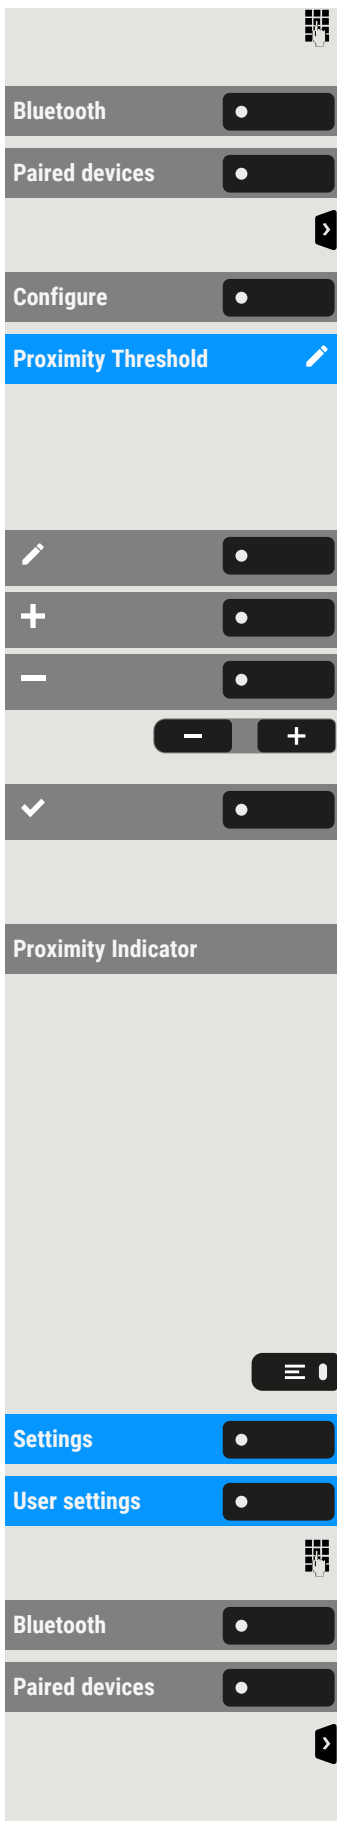 Bluetooth
Paired devices
Configure
Proximity Threshold
Proximity Indicator
Settings
User settings
Bluetooth
Paired devices